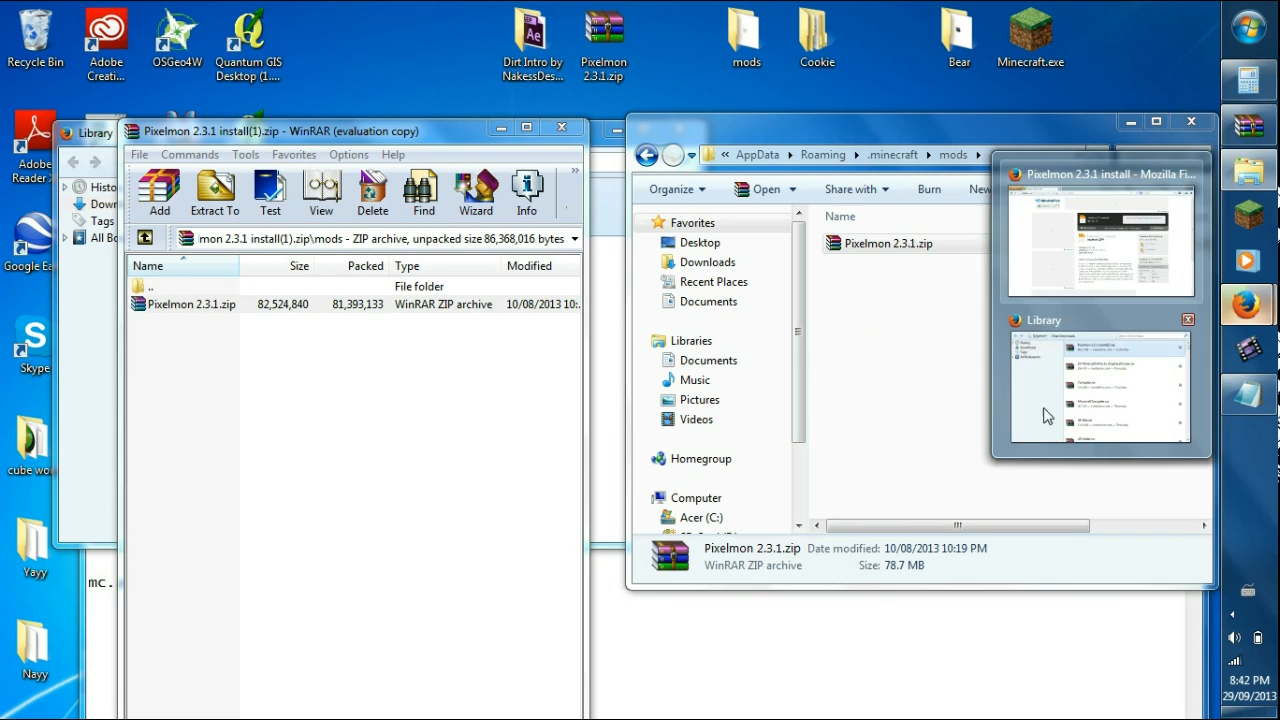 Recycle Bin
Adobe Creati...
OSGeo4W
Quantum GIS Desktop (1....
Dirt Intro by NakessDes...
Pixelmon 2.3.1.zip
mods
Cookie
Bear
Minecraft.exe
Adobe Reader X
Google Ea
Skype
cube wo
Yayy
Nayy
Library
Histo
Down
Tags
All Bo
mc.
Pixelmon 2.3.1 install(1).zip - WinRAR (evaluation copy)
File Commands Tools Favorites Options Help
Add Extract To Test View Delete Find Wizard Info
mon 2.3.1 install(1).zip\mods - ZIP archive, unpacked size 86,368,016 bytes
Name Size Packed Type Modified
.. File folder
Pixelmon 2.3.1.zip 82,524,840 81,393,133 WinRAR ZIP archive 10/08/2013 10:..
« AppData Roaming .minecraft mods
Organize Open Share with Burn New
Favorites
Desktop
Downloads
Recent Places
Documents
Libraries
Documents
Music
Pictures
Videos
Homegroup
Computer
Acer (C:)
Name
Pixelmon 2.3.1.zip
Pixelmon 2.3.1.zip Date modified: 10/08/2013 10:19 PM
WinRAR ZIP archive Size: 78.7 MB
Pixelmon 2.3.1 install - Mozilla Fi...
Library
8:42 PM
29/09/2013